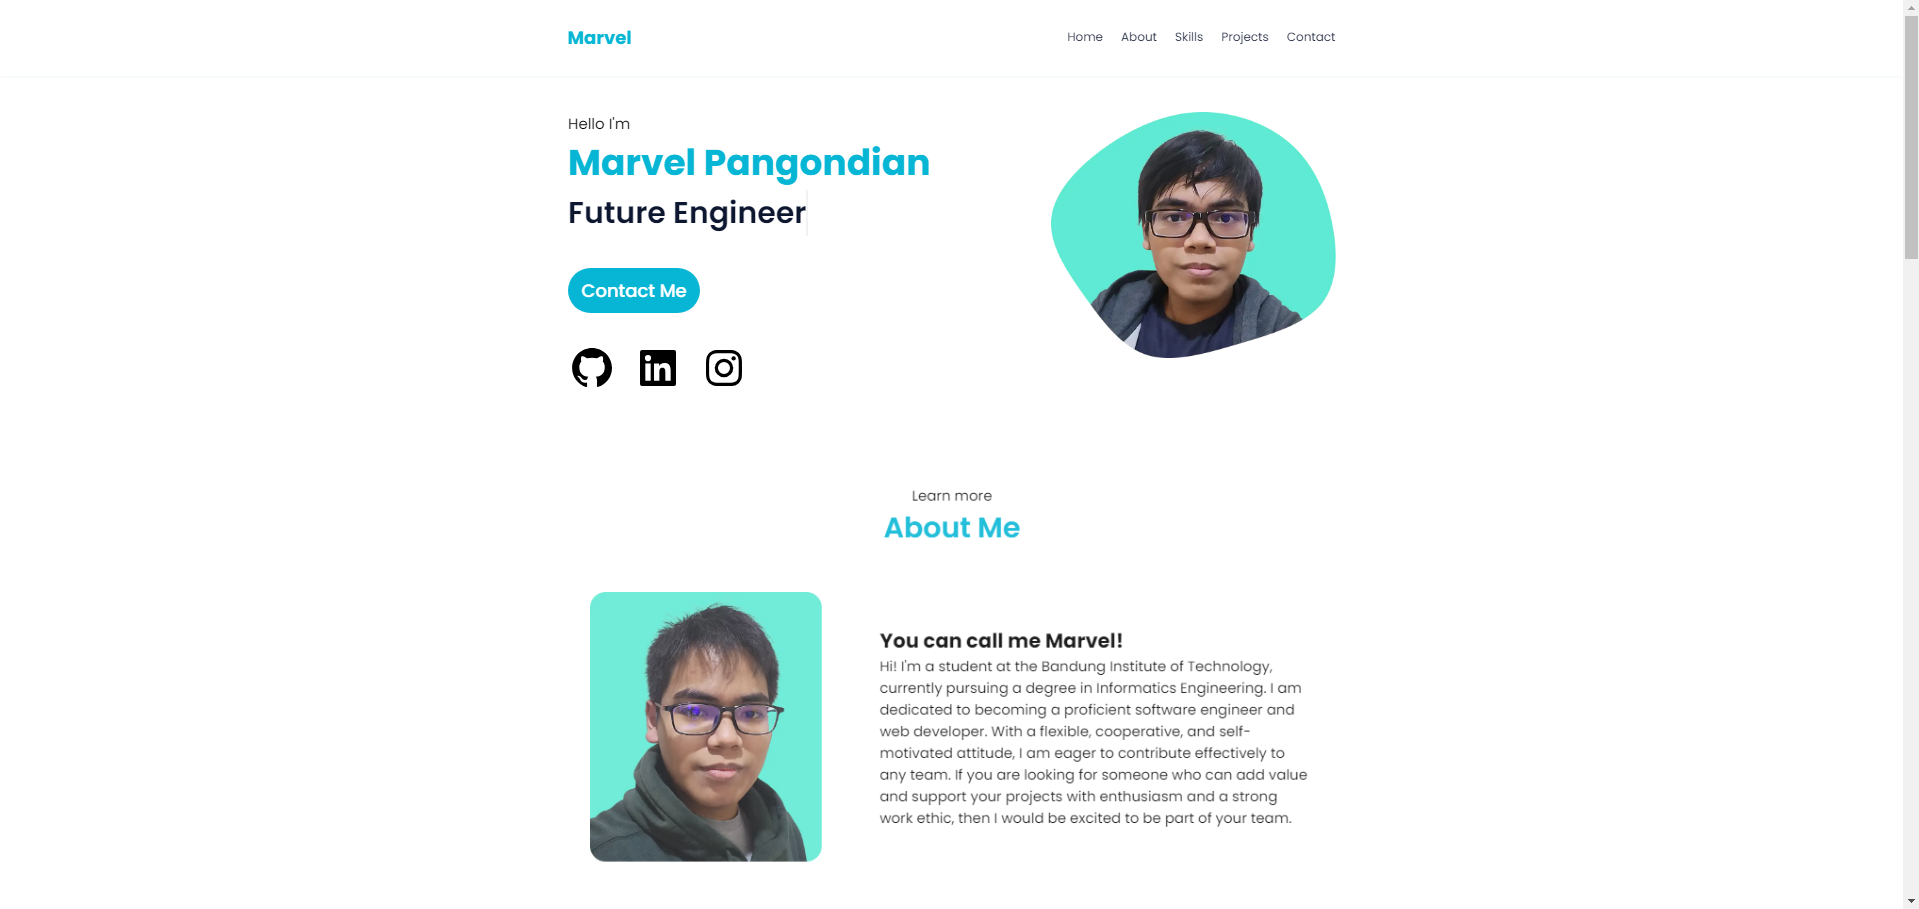 Marvel
Home About Skills Projects Contact
Hello I'm
Marvel Pangondian
Future Engineer
Contact Me
in
Learn more
About Me
You can call me Marvel!
Hi! I'm a student at the Bandung Institute of Technology,
currently pursuing a degree in Informatics Engineering. I am
dedicated to becoming a proficient software engineer and
web developer. With a flexible, cooperative, and self-
motivated attitude, I am eager to contribute effectively to
any team. If you are looking for someone who can add value
and support your projects with enthusiasm and a strong
work ethic, then I would be excited to be part of your team.